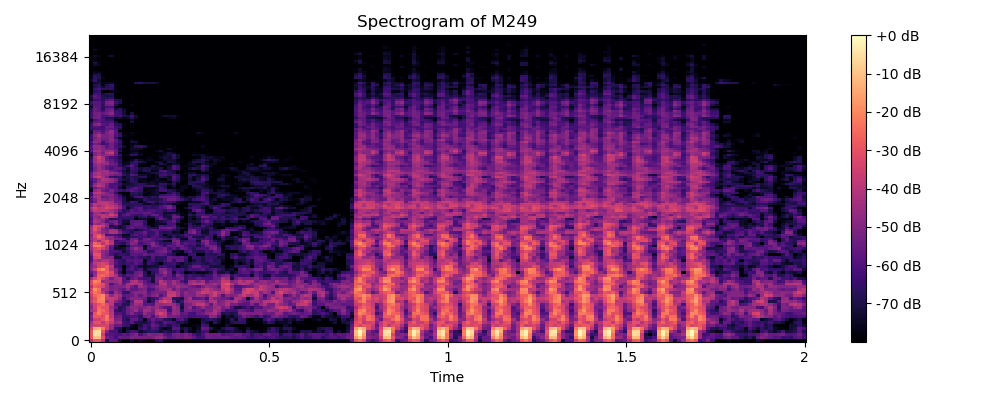 Spectrogram of M249
16384
8192
4096
2048
1024
512
0
Hz
0
0.5
1
1.5
2
Time
+0 dB
-10 dB
-20 dB
-30 dB
-40 dB
-50 dB
-60 dB
-70 dB